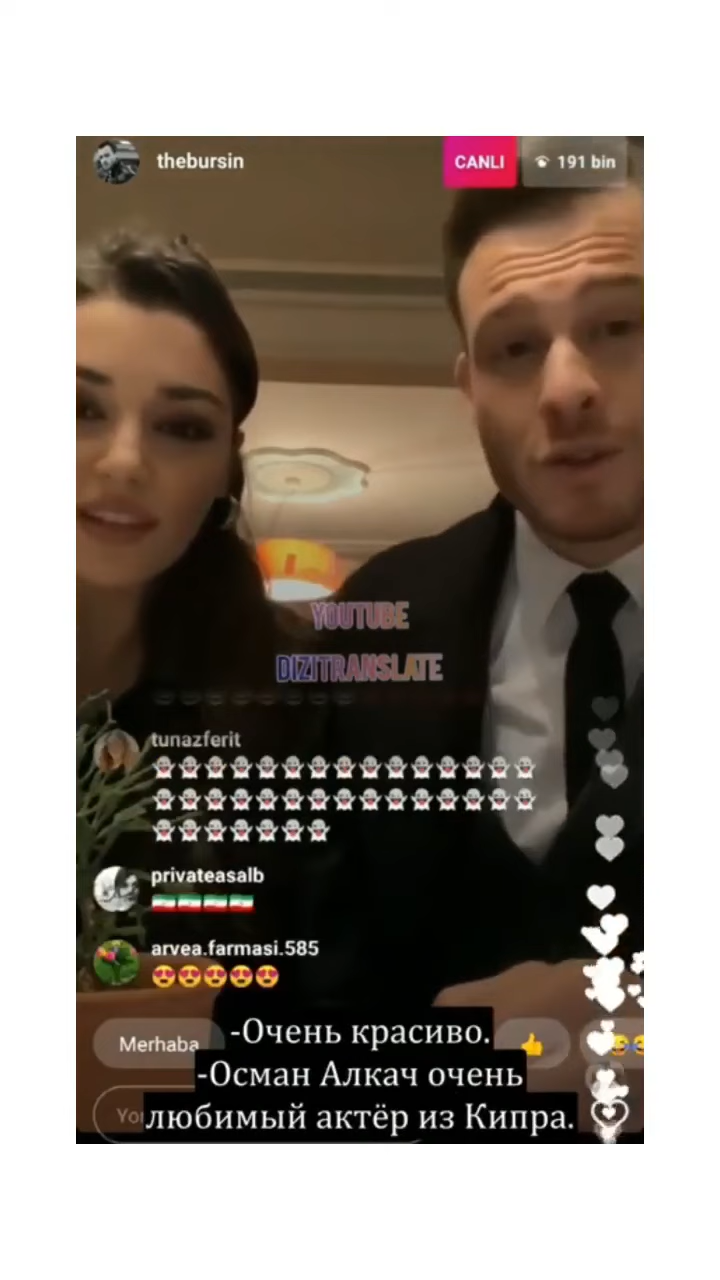 thebursin
CANLI
191 bin
YOUTUBE
DIZITRANSLATE
tunazferit
👻👻👻👻👻👻👻👻👻👻👻👻👻👻👻
👻👻👻👻👻👻👻👻👻👻👻👻👻👻👻
👻👻👻👻👻👻👻
privateasalb
🇮🇷🇮🇷🇮🇷🇮🇷
arvea.farmasi.585
😍😍😍😍😍
Merhaba
-Очень красиво.
-Осман Алкач очень
любимый актёр из Кипра.